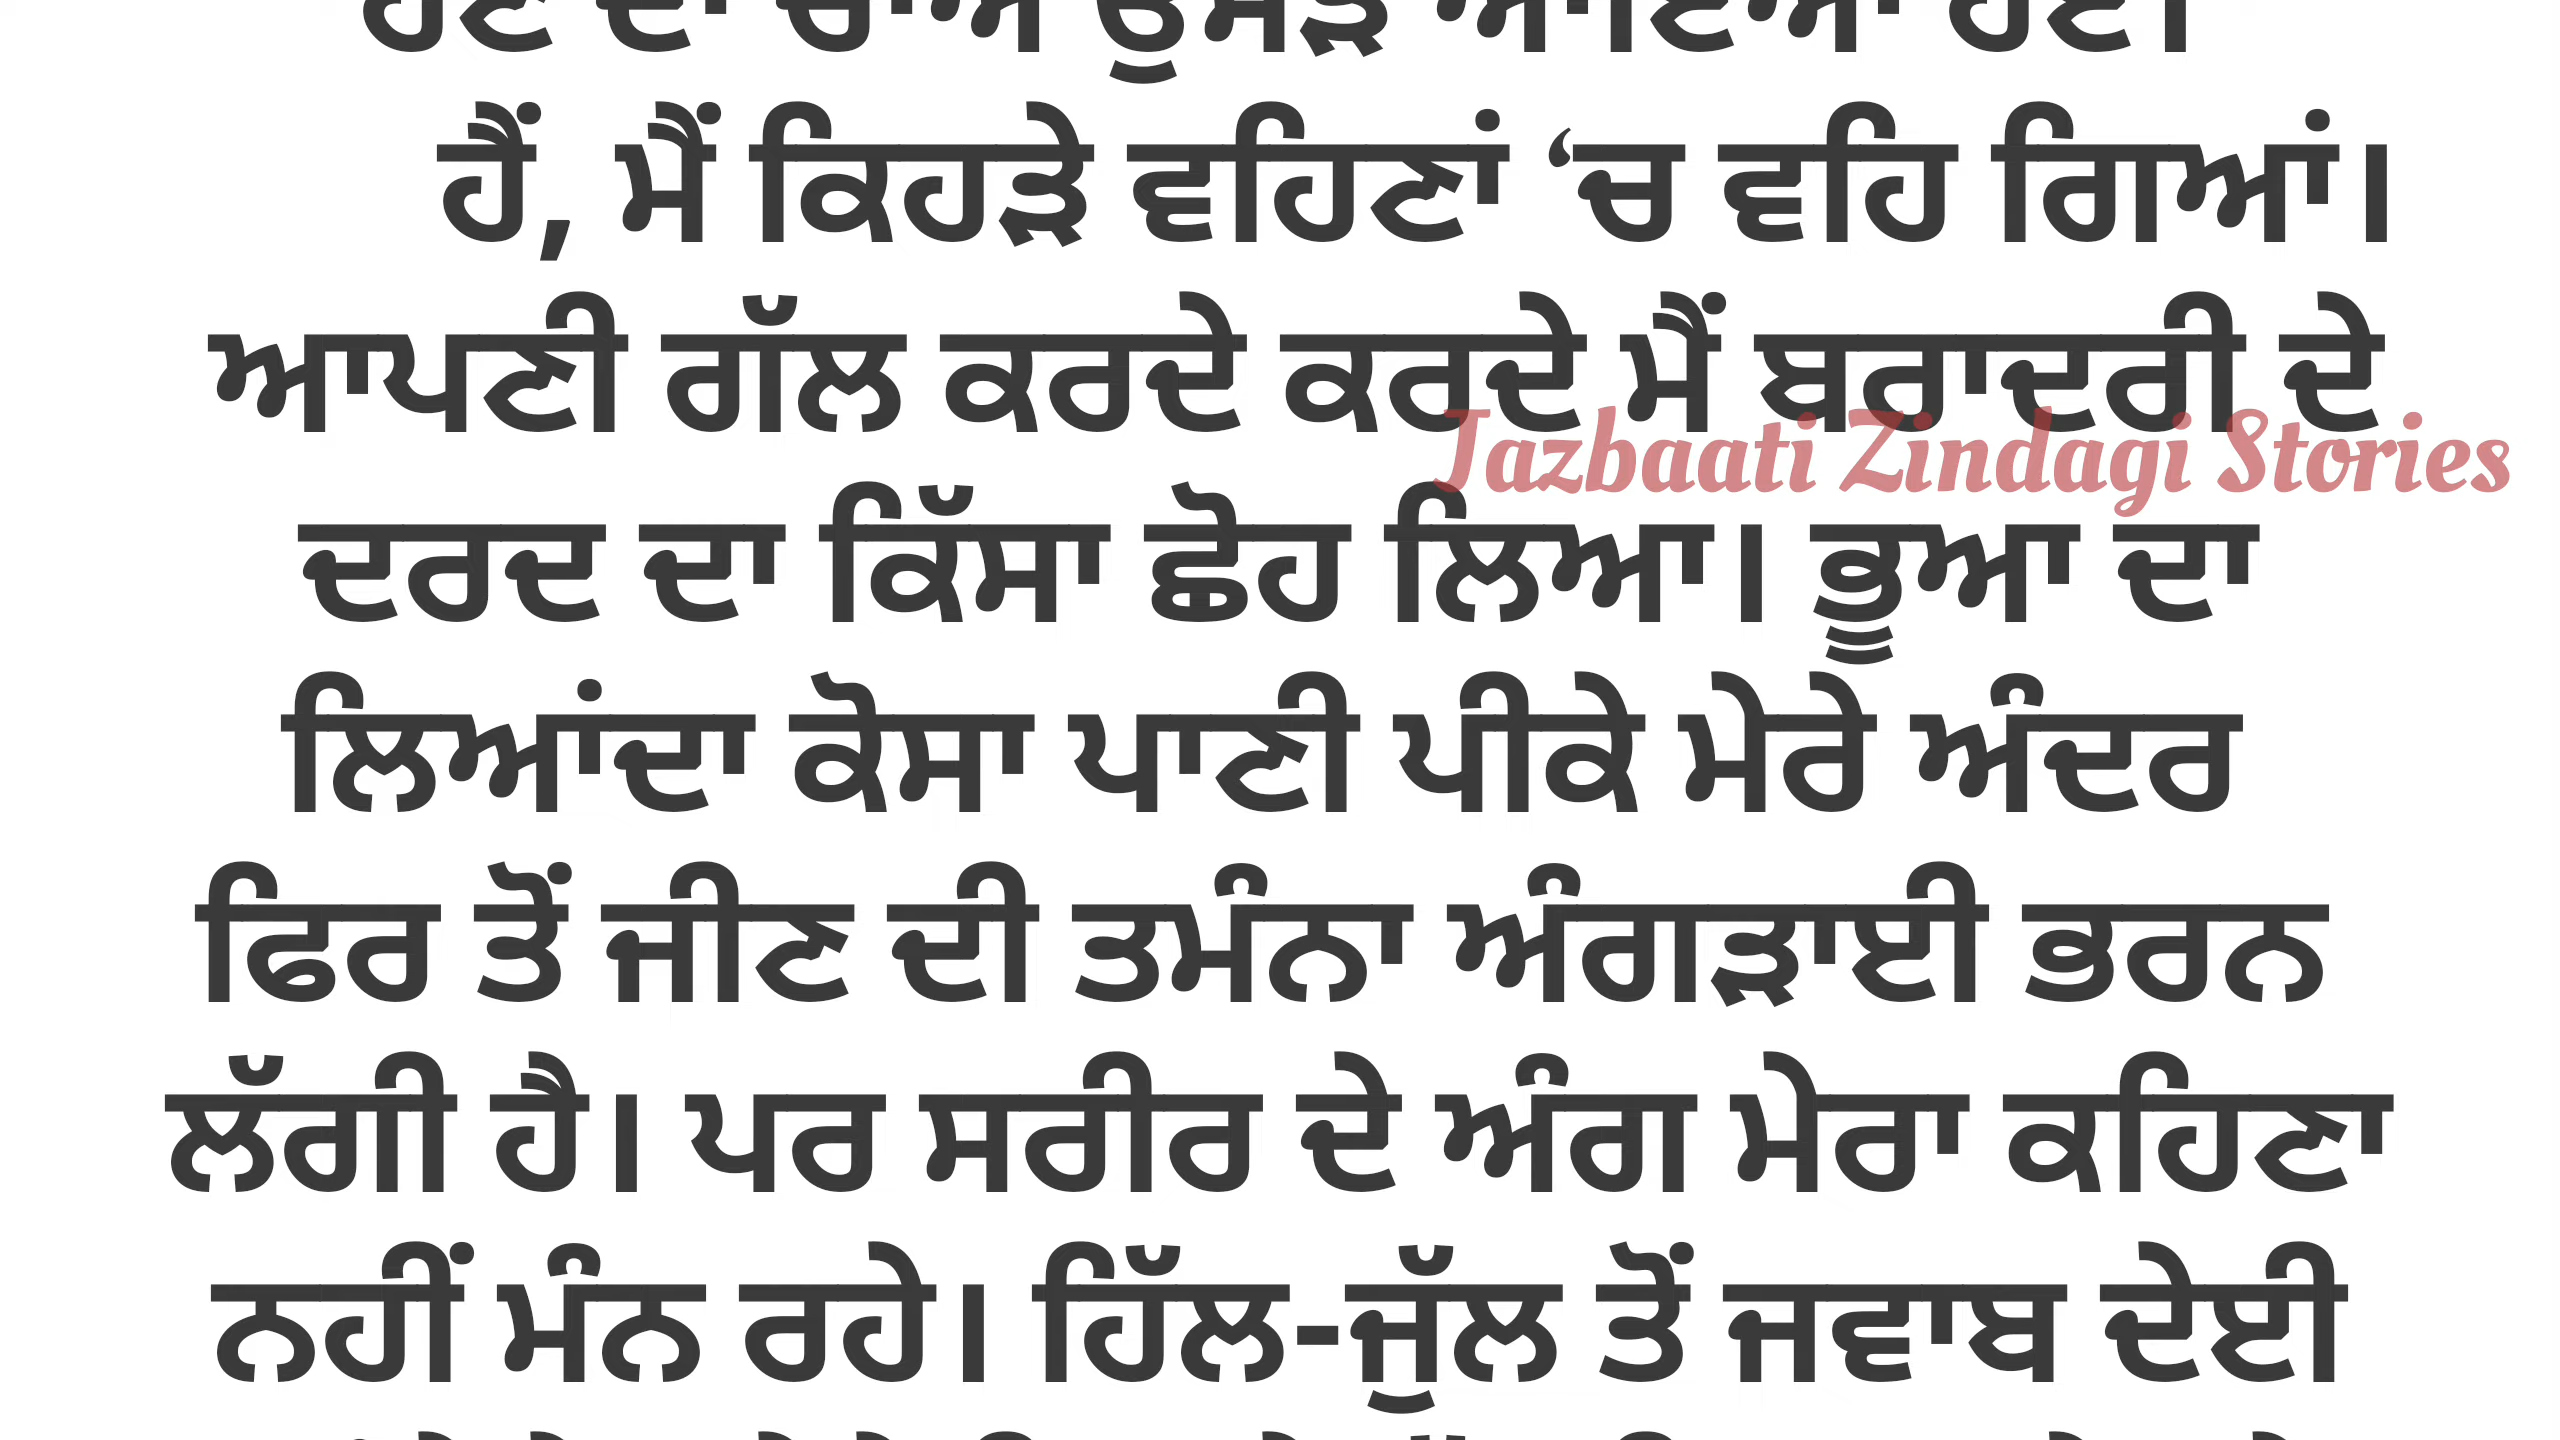 ਹੈਂ, ਮੈਂ ਕਿਹੜੇ ਵਹਿਣਾਂ ‘ਚ ਵਹਿ ਗਿਆਂ।
ਆਪਣੀ ਗੱਲ ਕਰਦੇ ਕਰਦੇ ਮੈਂ ਬਰਾਦਰੀ ਦੇ
Jazbaati Zindagi Stories
ਦਰਦ ਦਾ ਕਿੱਸਾ ਛੋਹ ਲਿਆ। ਭੂਆ ਦਾ
ਲਿਆਂਦਾ ਕੋਸਾ ਪਾਣੀ ਪੀਕੇ ਮੇਰੇ ਅੰਦਰ
ਫਿਰ ਤੋਂ ਜੀਣ ਦੀ ਤਮੰਨਾ ਅੰਗੜਾਈ ਭਰਨ
ਲੱਗੀ ਹੈ। ਪਰ ਸਰੀਰ ਦੇ ਅੰਗ ਮੇਰਾ ਕਹਿਣਾ
ਨਹੀਂ ਮੰਨ ਰਹੇ। ਹਿੱਲ-ਜੁੱਲ ਤੋਂ ਜਵਾਬ ਦੇਈ